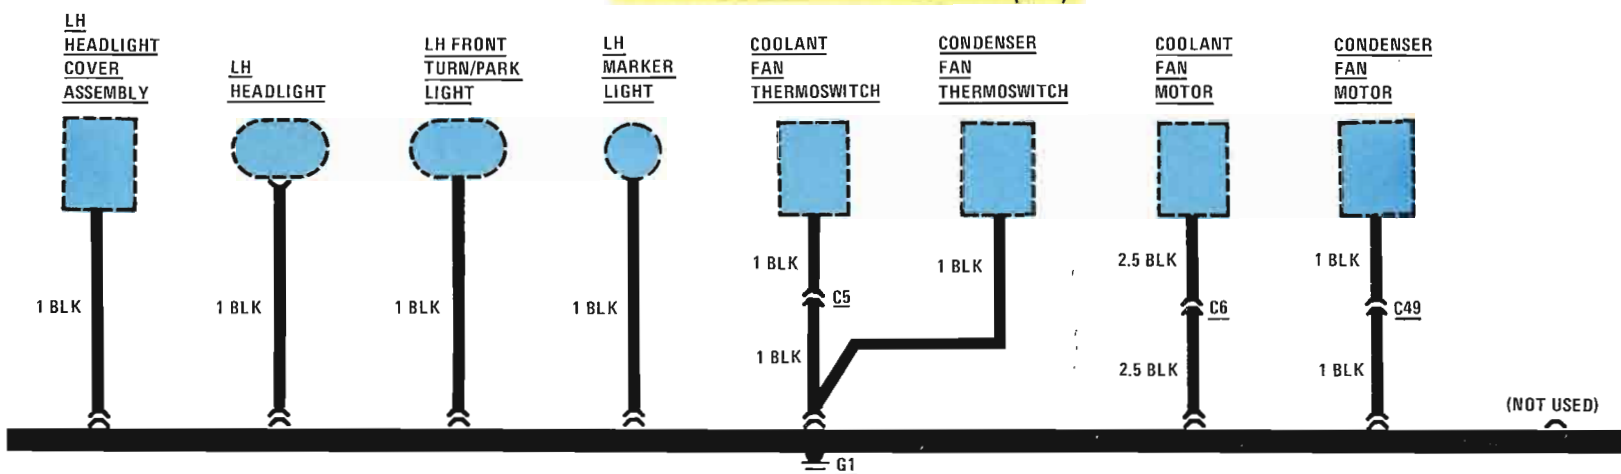 LH
HEADLIGHT
COVER
ASSEMBLY
LH
HEADLIGHT
LH FRONT
TURN/PARK
LIGHT
LH
MARKER
LIGHT
COOLANT
FAN
THERMOSWITCH
CONDENSER
FAN
THERMOSWITCH
COOLANT
FAN
MOTOR
CONDENSER
FAN
MOTOR
1 BLK
1 BLK
1 BLK
1 BLK
1 BLK
C5
1 BLK
1 BLK
2.5 BLK
C6
2.5 BLK
1 BLK
C49
1 BLK
(NOT USED)
G1